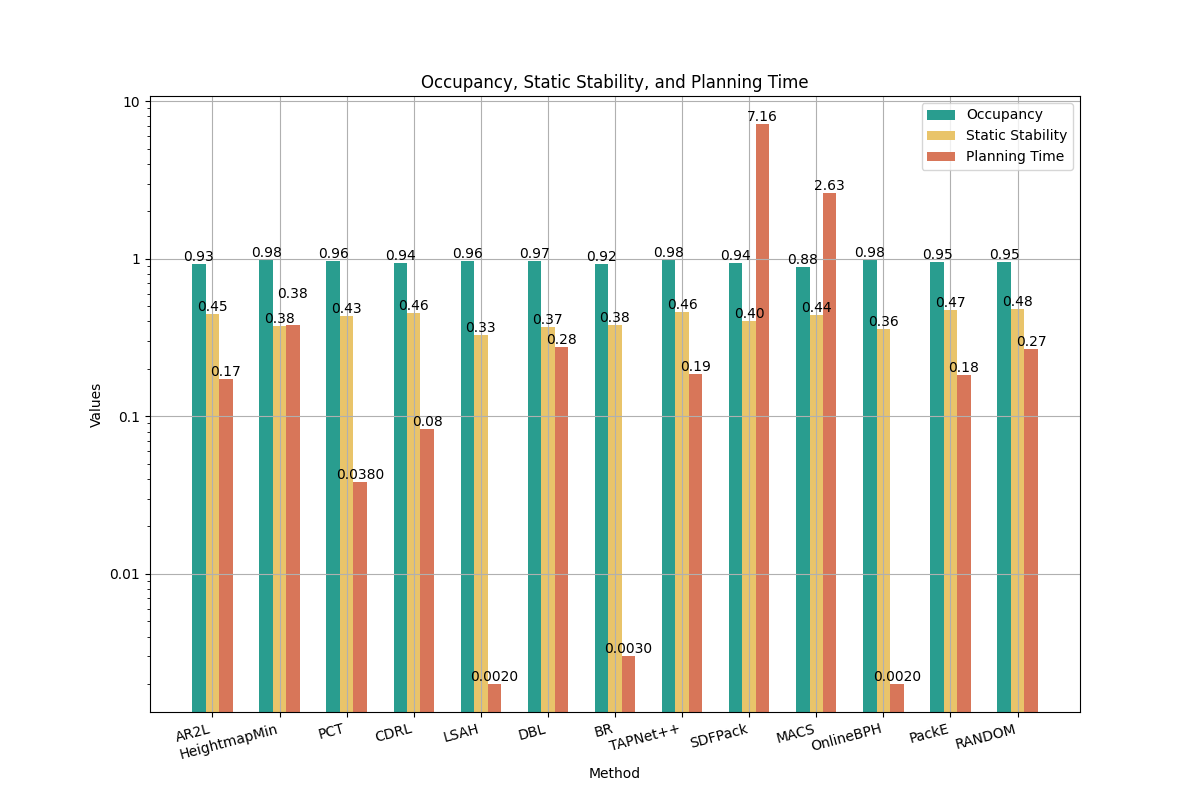 Occupancy, Static Stability, and Planning Time
10
1
0.1
0.01
Values
Occupancy
Static Stability
Planning Time
0.93
0.45
0.17
0.98
0.38
0.38
0.96
0.43
0.0380
0.94
0.46
0.08
0.96
0.33
0.0020
0.97
0.37
0.28
0.92
0.38
0.0030
0.98
0.46
0.19
0.94
0.40
7.16
0.88
0.44
2.63
0.98
0.36
0.0020
0.95
0.47
0.18
0.95
0.48
0.27
AR2L
HeightmapMin
PCT
CDRL
LSAH
DBL
BR
TAPNet++
SDFPack
MACS
OnlineBPH
PackE
RANDOM
Method